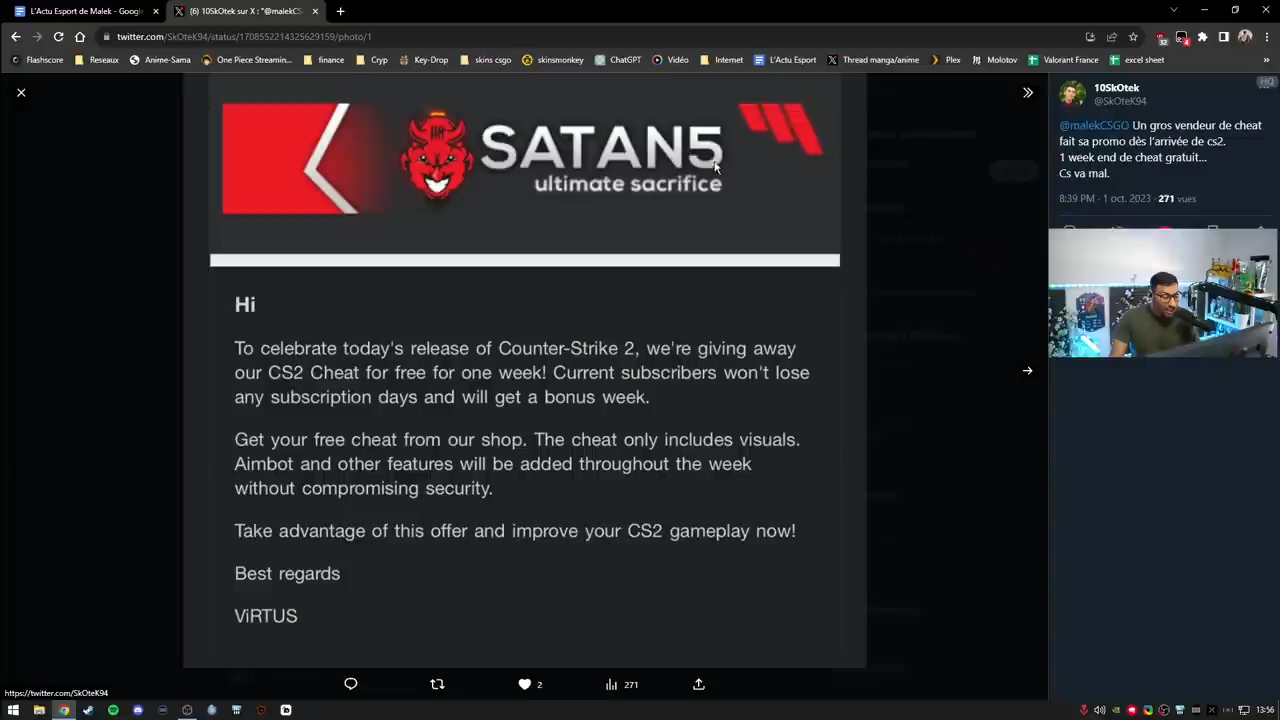 L'Actu Esport de Malek - Google
(6) 10SkOtek sur X : "@malekCS
twitter.com/SkOteK94/status/1708552214325629159/photo/1
Flashscore
Reseaux
Anime-Sama
One Piece Streamin...
finance
Cryp
Key-Drop
skins csgo
skinsmonkey
ChatGPT
Vidéo
Internet
L'Actu Esport
Thread manga/anime
Plex
Molotov
Valorant France
excel sheet
SATAN5
ultimate sacrifice
Hi
To celebrate today's release of Counter-Strike 2, we're giving away
our CS2 Cheat for free for one week! Current subscribers won't lose
any subscription days and will get a bonus week.
Get your free cheat from our shop. The cheat only includes visuals.
Aimbot and other features will be added throughout the week
without compromising security.
Take advantage of this offer and improve your CS2 gameplay now!
Best regards
ViRTUS
2
271
10SkOtek
@SkOteK94
HQ
@malekCSGO Un gros vendeur de cheat
fait sa promo dès l'arrivée de cs2.
1 week end de cheat gratuit...
Cs va mal.
8:39 PM · 1 oct. 2023 · 271 vues
https://twitter.com/SkOteK94
13:56